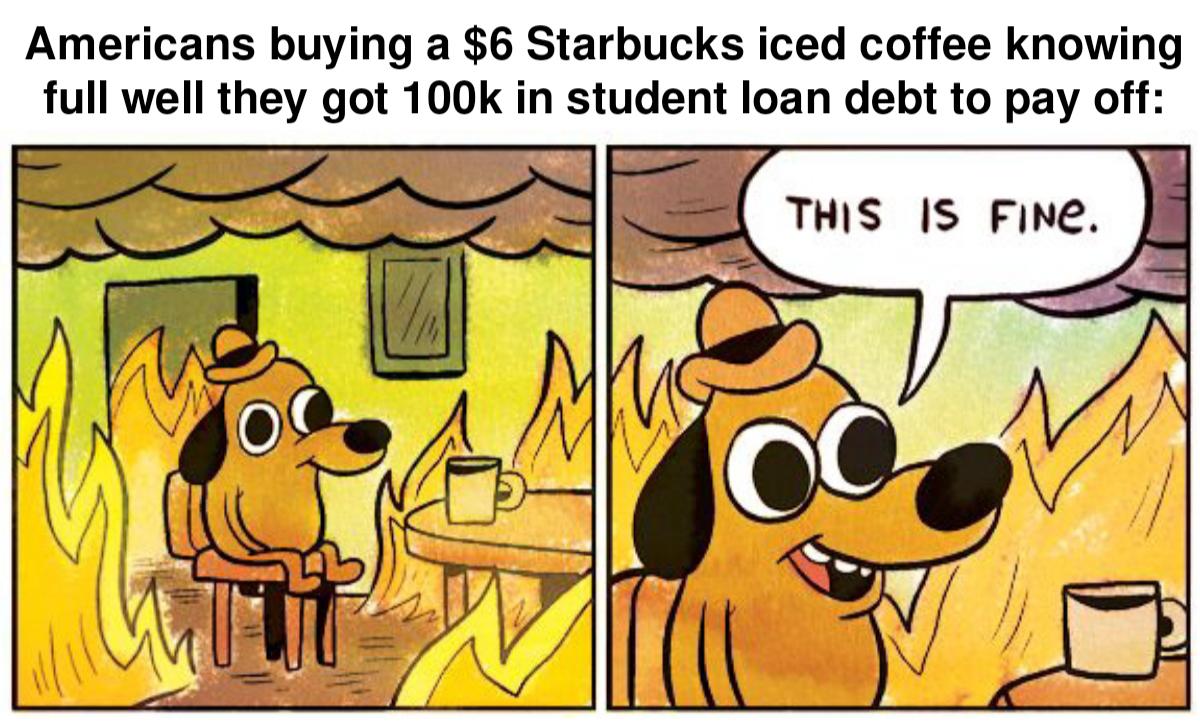 Americans buying a $6 Starbucks iced coffee knowing
full well they got 100k in student loan debt to pay off:
THIS IS FINE.